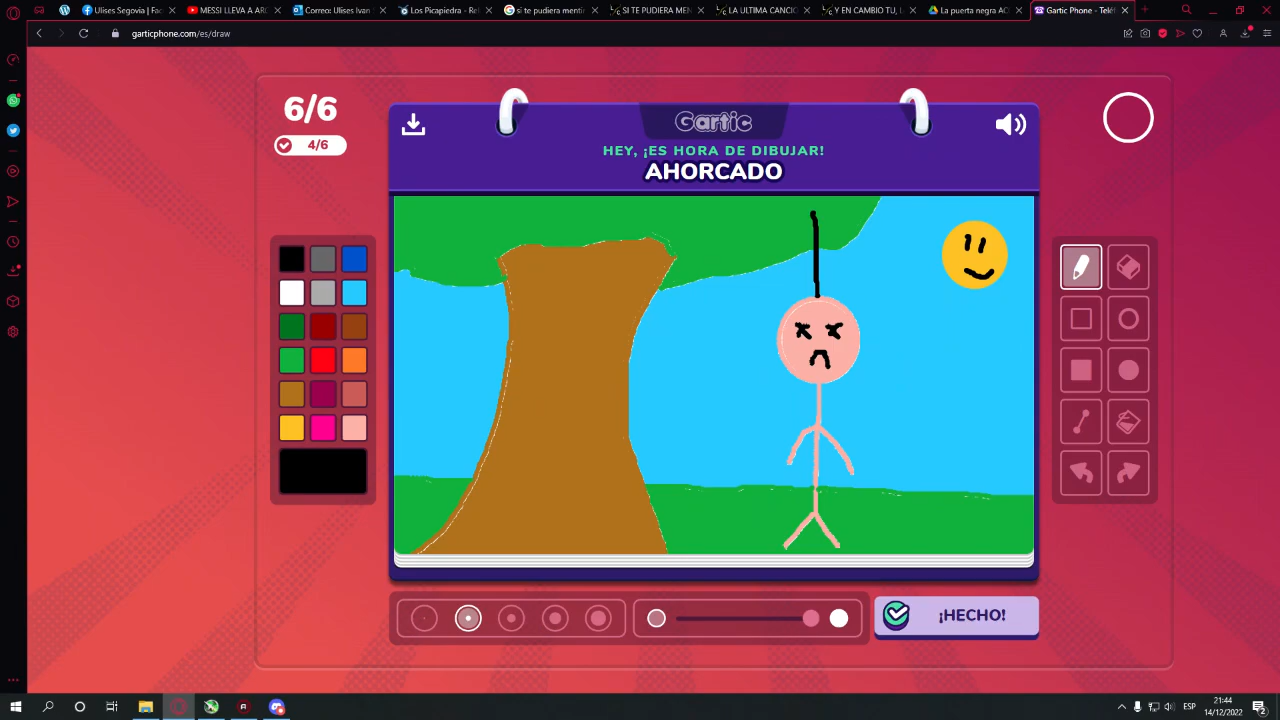 Ulises Segovia | Fac
MESSI LLEVA A AHORC
Correo: Ulises Ivan
Los Picapiedra - Re
si te pudiera menti
SI TE PUDIERA MEN
LA ULTIMA CANCIO
Y EN CAMBIO TU, L
La puerta negra AC
Gartic Phone - Telé
garticphone.com/es/draw
6/6
4/6
Gartic
HEY, ¡ES HORA DE DIBUJAR!
AHORCADO
¡HECHO!
ESP
21:44
14/12/2022
2